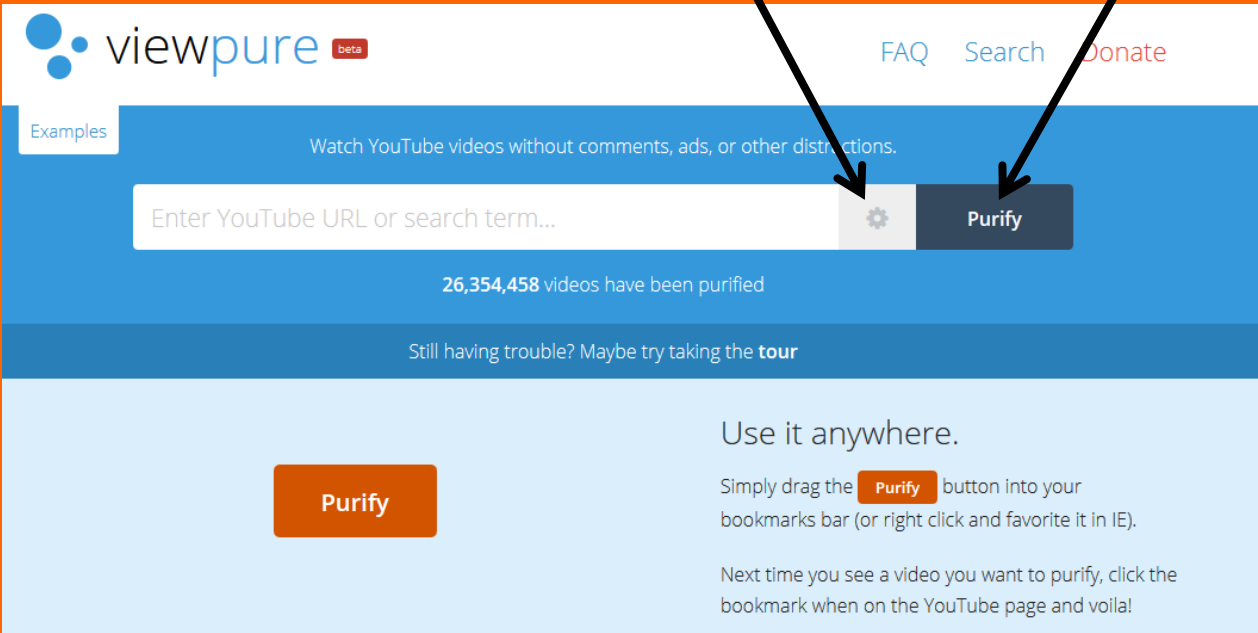 viewpure beta
FAQ Search Donate
Examples
Watch YouTube videos without comments, ads, or other distractions.
Enter YouTube URL or search term...
Purify
26,354,458 videos have been purified
Still having trouble? Maybe try taking the tour
Purify
Use it anywhere.
Simply drag the Purify button into your
bookmarks bar (or right click and favorite it in IE).
Next time you see a video you want to purify, click the
bookmark when on the YouTube page and voila!